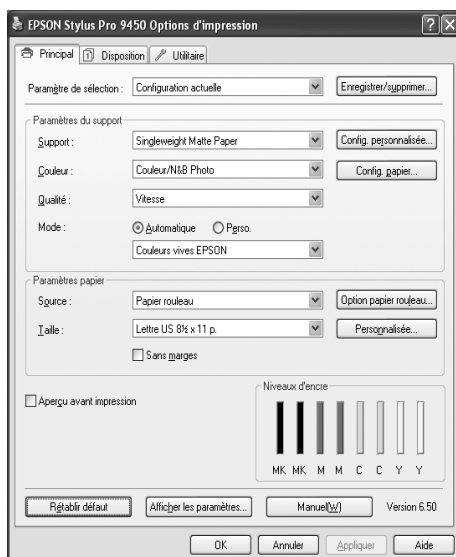 EPSON Stylus Pro 9450 Options d'impression
Principal Disposition Utilitaire
Paramètre de sélection : Configuration actuelle Enregistrer/supprimer...
Paramètres du support
Support : Singleweight Matte Paper Config. personnalisée...
Couleur : Couleur/N&B Photo Config. papier...
Qualité : Vitesse
Mode : Automatique Perso.
Couleurs vives EPSON
Paramètres papier
Source : Papier rouleau Option papier rouleau...
Taille : Lettre US 8½ x 11 p. Personnalisée...
Sans marges
Aperçu avant impression
Niveaux d'encre
MK MK M M C C Y Y
Rétablir défaut Afficher les paramètres... Manuel(W) Version 6.50
OK Annuler Appliquer Aide